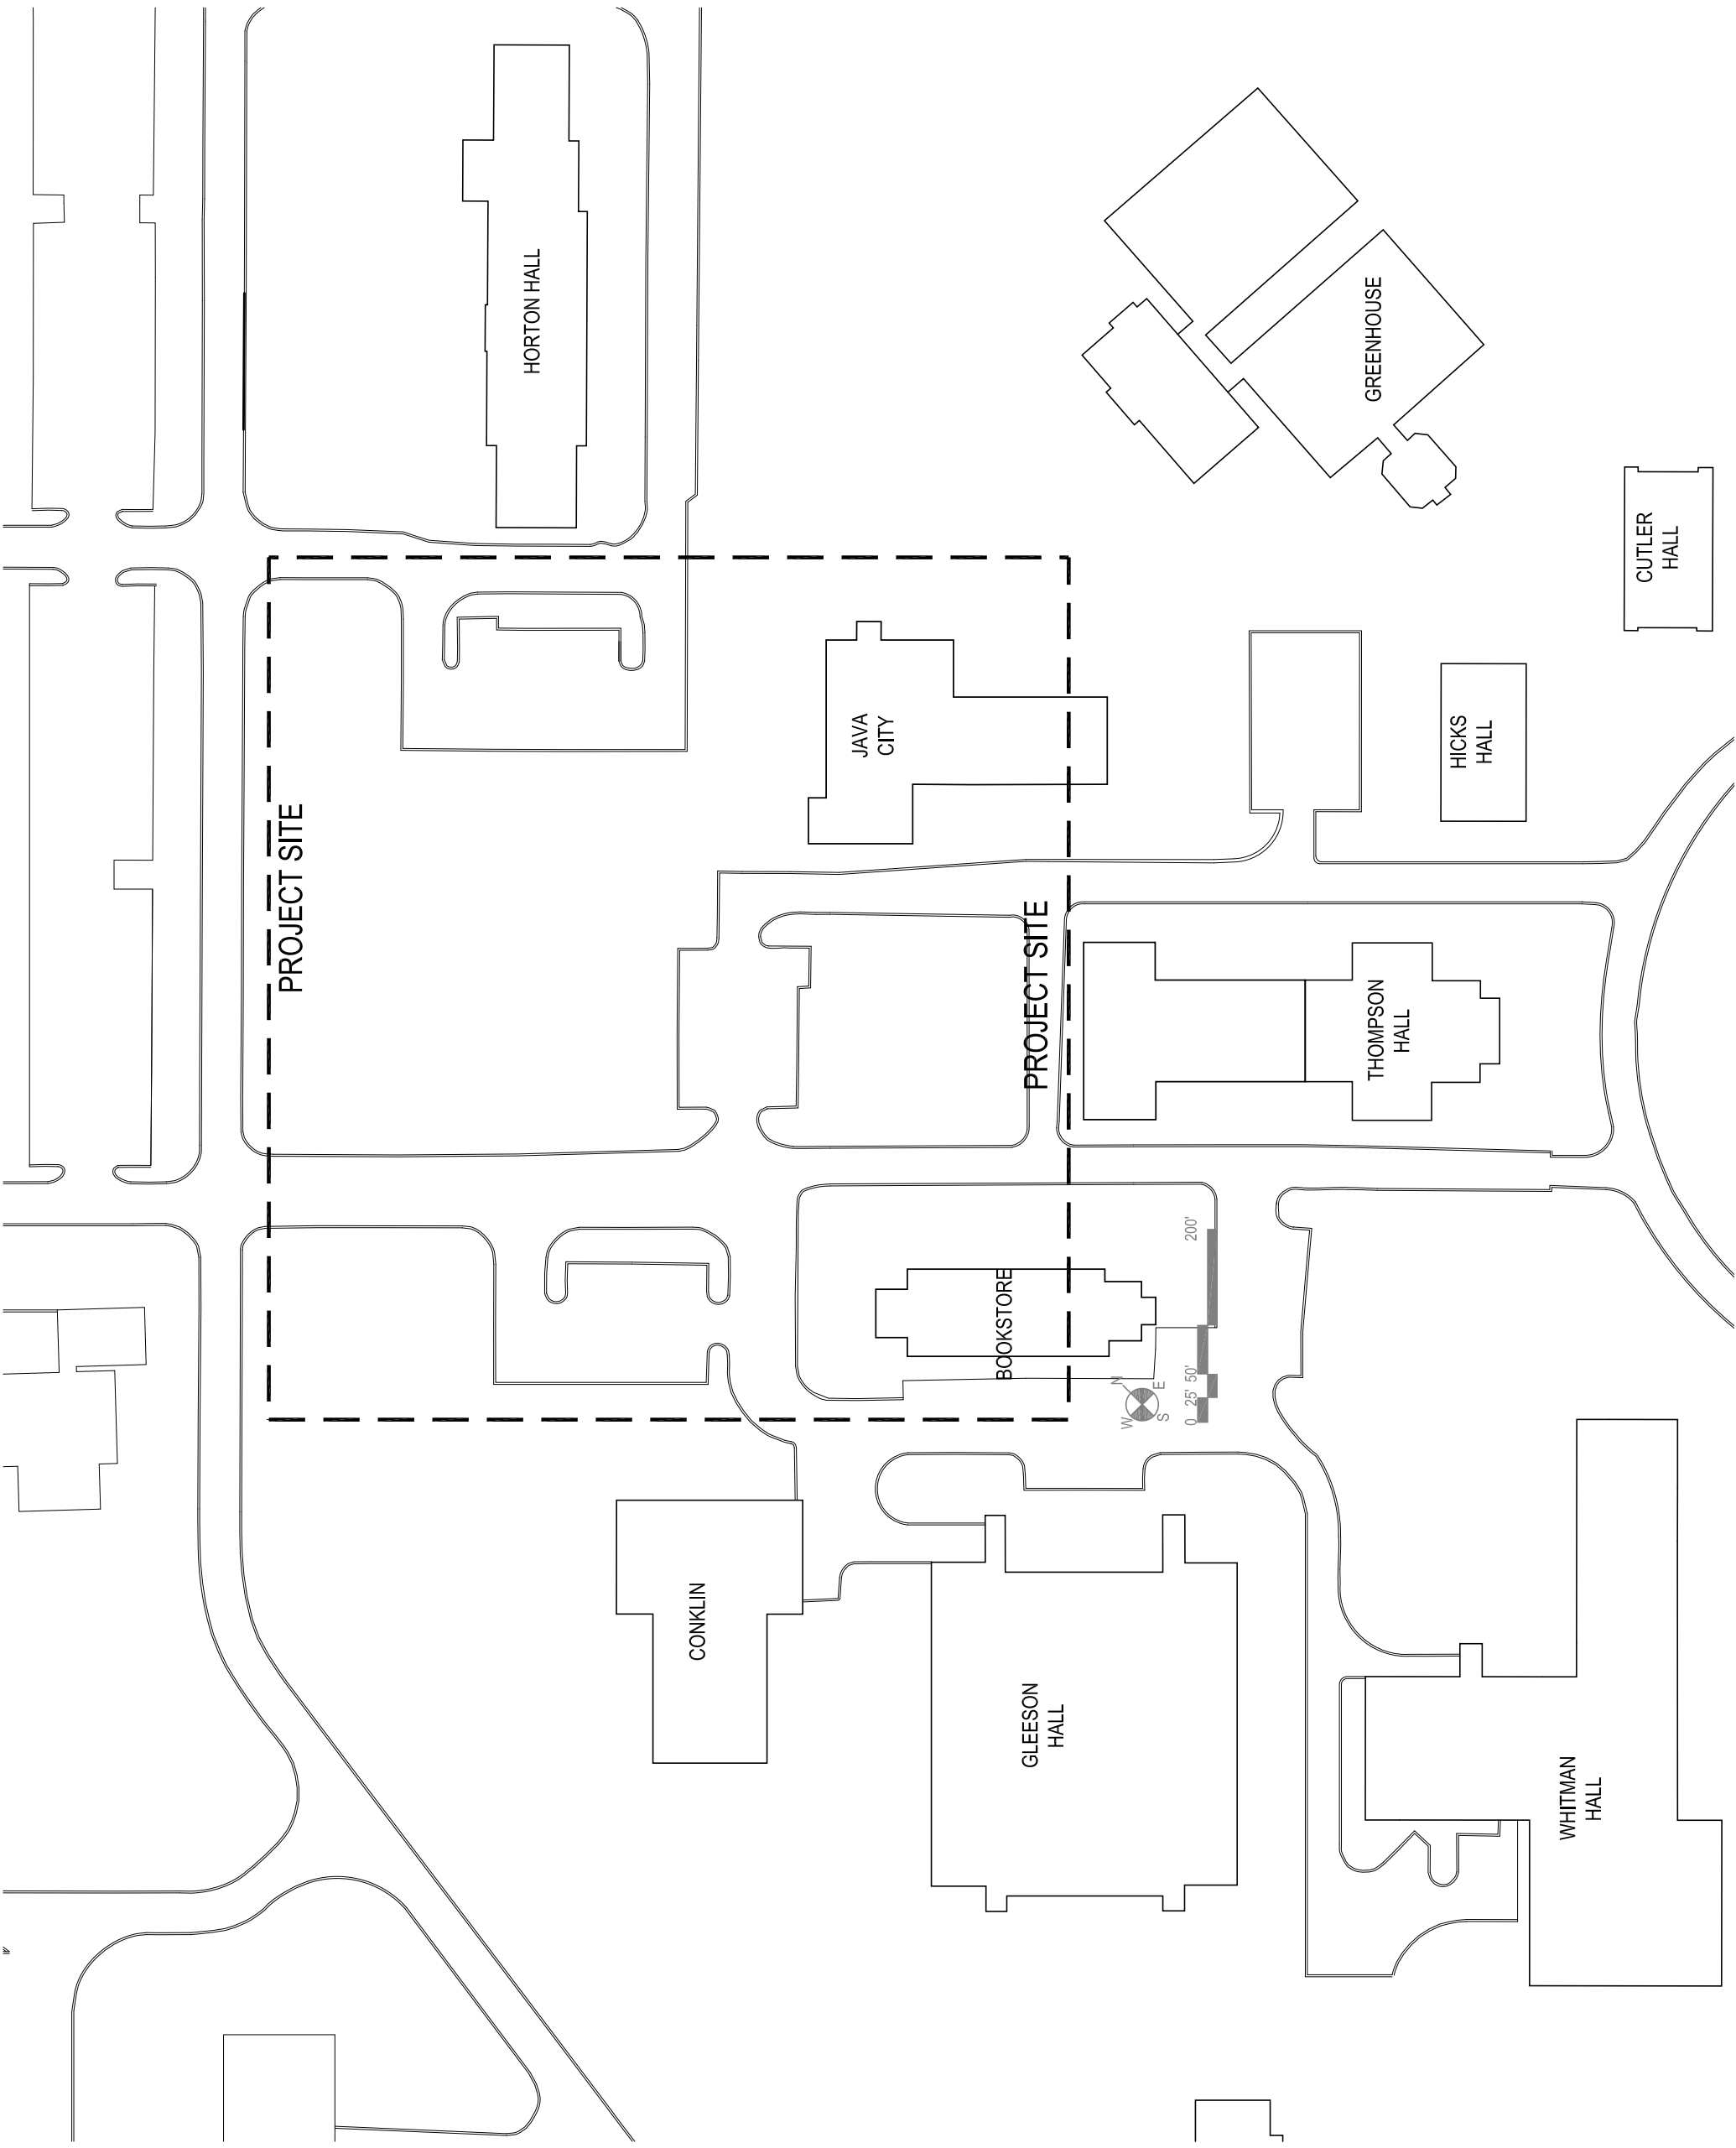 HORTON HALL
GREENHOUSE
CUTLER
HALL
JAVA
CITY
HICKS
HALL
PROJECT SITE
PROJECT SITE
THOMPSON
HALL
BOOKSTORE
200'
50'
25'
0
N
E
W
S
CONKLIN
GLEESON
HALL
WHITMAN
HALL